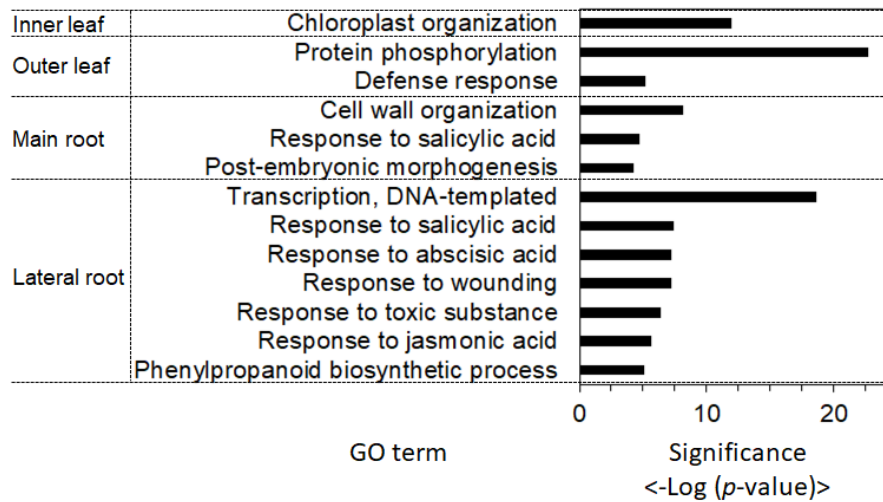 Inner leaf Chloroplast organization
Outer leaf Protein phosphorylation
Defense response
Main root Cell wall organization
Response to salicylic acid
Post-embryonic morphogenesis
Lateral root Transcription, DNA-templated
Response to salicylic acid
Response to abscisic acid
Response to wounding
Response to toxic substance
Response to jasmonic acid
Phenylpropanoid biosynthetic process
0 10 20
GO term Significance
<-Log (p-value)>